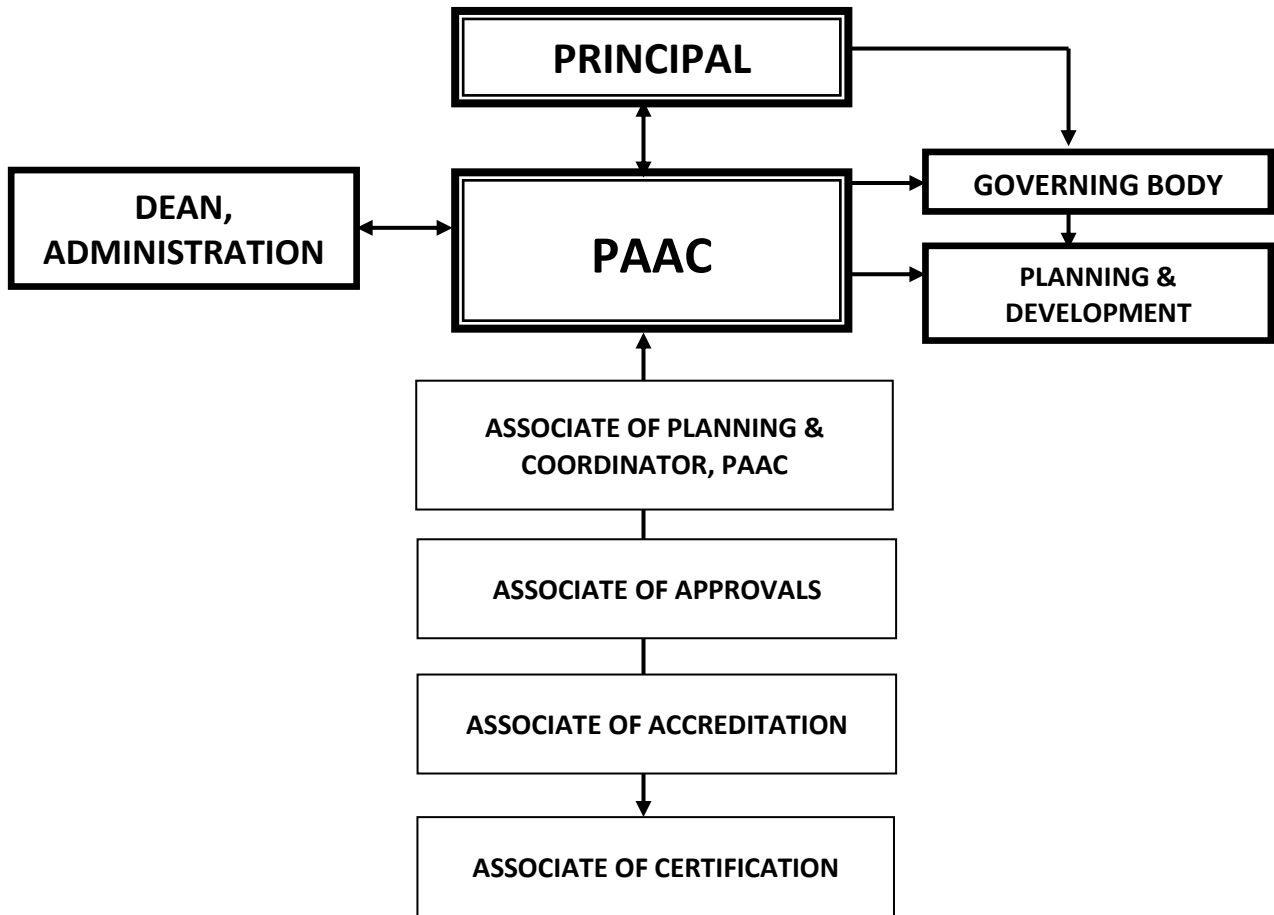 PRINCIPAL
GOVERNING BODY
DEAN,
ADMINISTRATION
PAAC
PLANNING &
DEVELOPMENT
ASSOCIATE OF PLANNING &
COORDINATOR, PAAC
ASSOCIATE OF APPROVALS
ASSOCIATE OF ACCREDITATION
ASSOCIATE OF CERTIFICATION